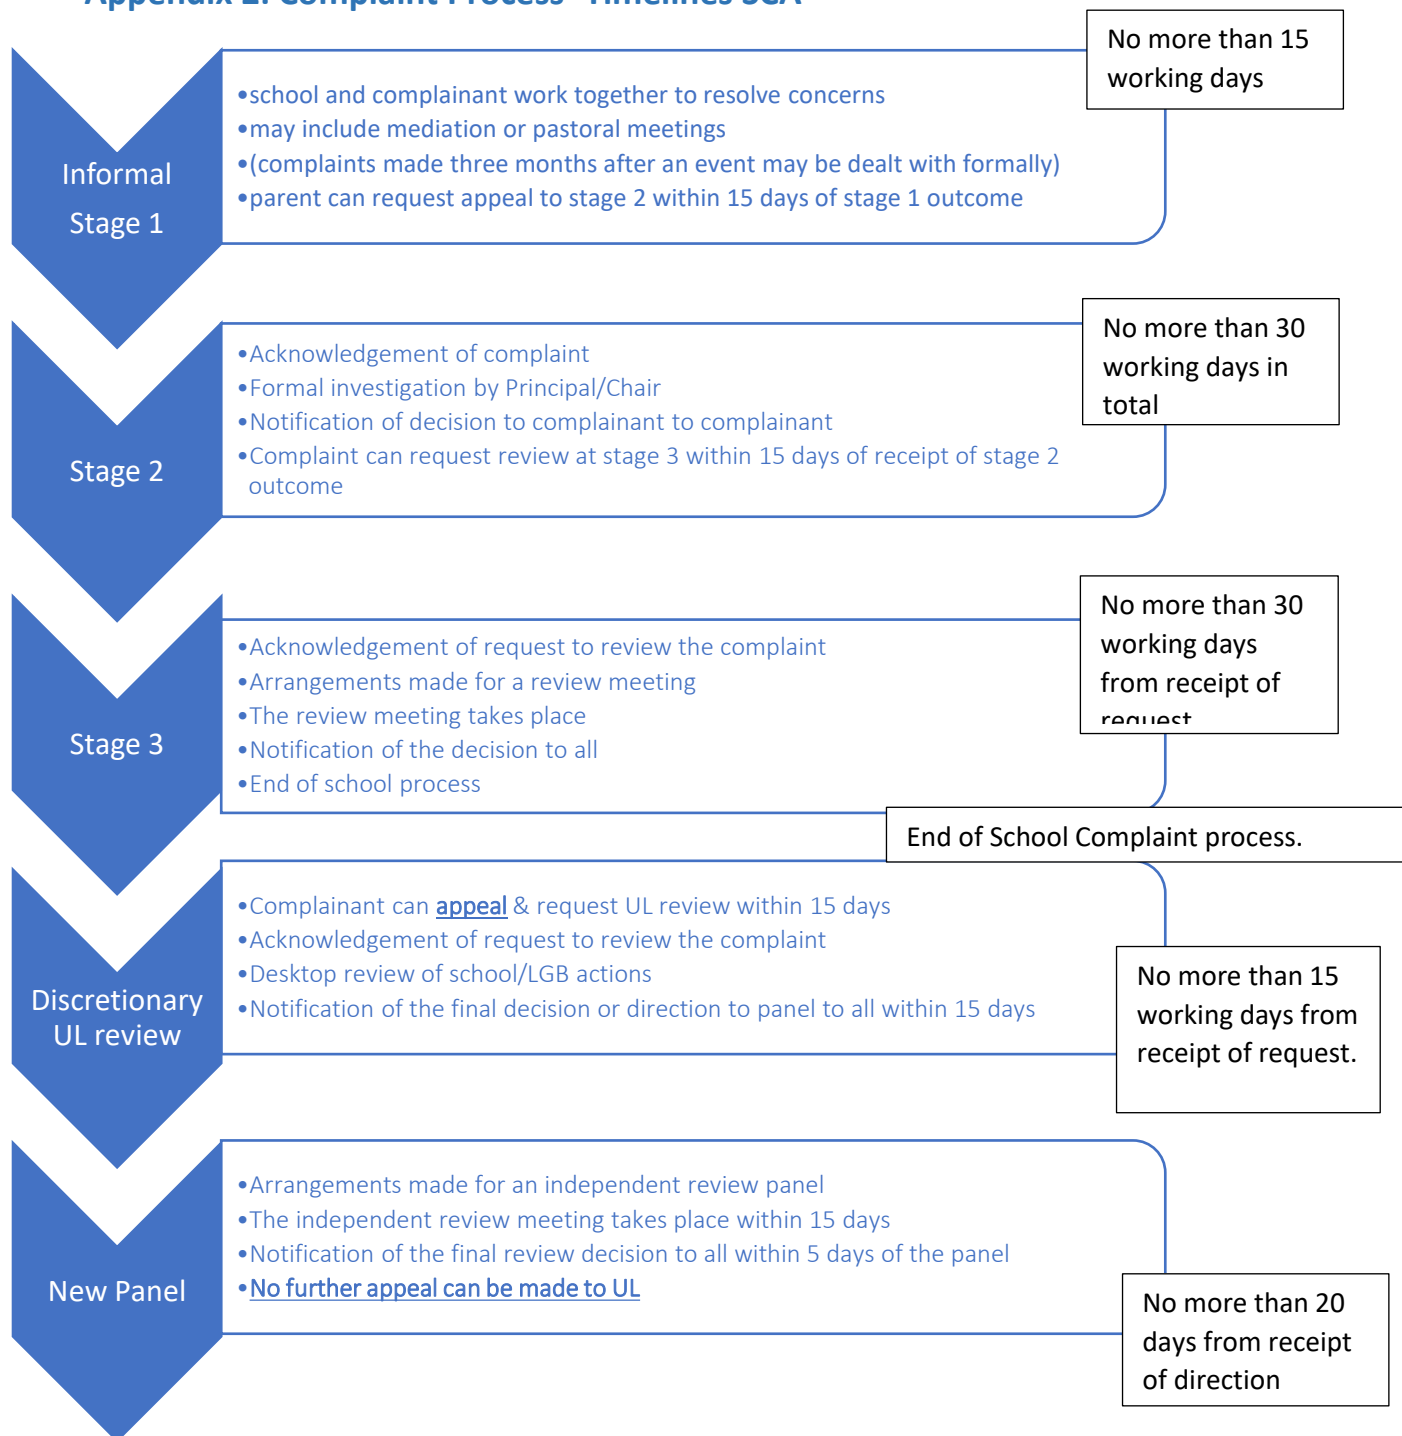 No more than 15
working days
•school and complainant work together to resolve concerns
•may include mediation or pastoral meetings
•(complaints made three months after an event may be dealt with formally)
•parent can request appeal to stage 2 within 15 days of stage 1 outcome
Informal
Stage 1
No more than 30
working days in
total
•Acknowledgement of complaint
•Formal investigation by Principal/Chair
•Notification of decision to complainant to complainant
•Complaint can request review at stage 3 within 15 days of receipt of stage 2
outcome
Stage 2
No more than 30
working days
from receipt of
request
•Acknowledgement of request to review the complaint
•Arrangements made for a review meeting
•The review meeting takes place
•Notification of the decision to all
•End of school process
Stage 3
End of School Complaint process.
•Complainant can appeal & request UL review within 15 days
•Acknowledgement of request to review the complaint
•Desktop review of school/LGB actions
•Notification of the final decision or direction to panel to all within 15 days
Discretionary
UL review
No more than 15
working days from
receipt of request.
•Arrangements made for an independent review panel
•The independent review meeting takes place within 15 days
•Notification of the final review decision to all within 5 days of the panel
•No further appeal can be made to UL
New Panel
No more than 20
days from receipt
of direction